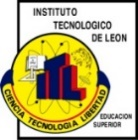 INSTITUTO
TECNOLOGICO
DE LEON
ITL
CIENCIA TECNOLOGIA LIBERTAD
EDUCACION
SUPERIOR